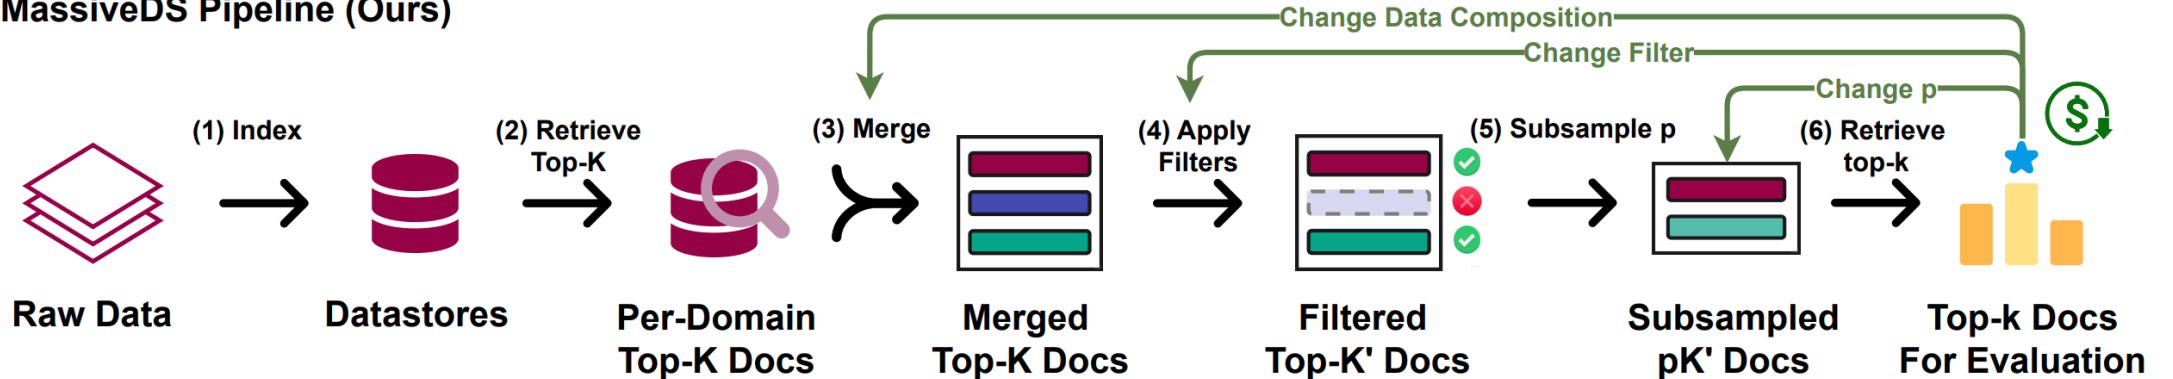 MassiveDS Pipeline (Ours)
Change Data Composition
Change Filter
Change p
(1) Index
(2) Retrieve
Top-K
(3) Merge
(4) Apply
Filters
(5) Subsample p
(6) Retrieve
top-k
$
Raw Data
Datastores
Per-Domain
Top-K Docs
Merged
Top-K Docs
Filtered
Top-K' Docs
Subsampled
pK' Docs
Top-k Docs
For Evaluation